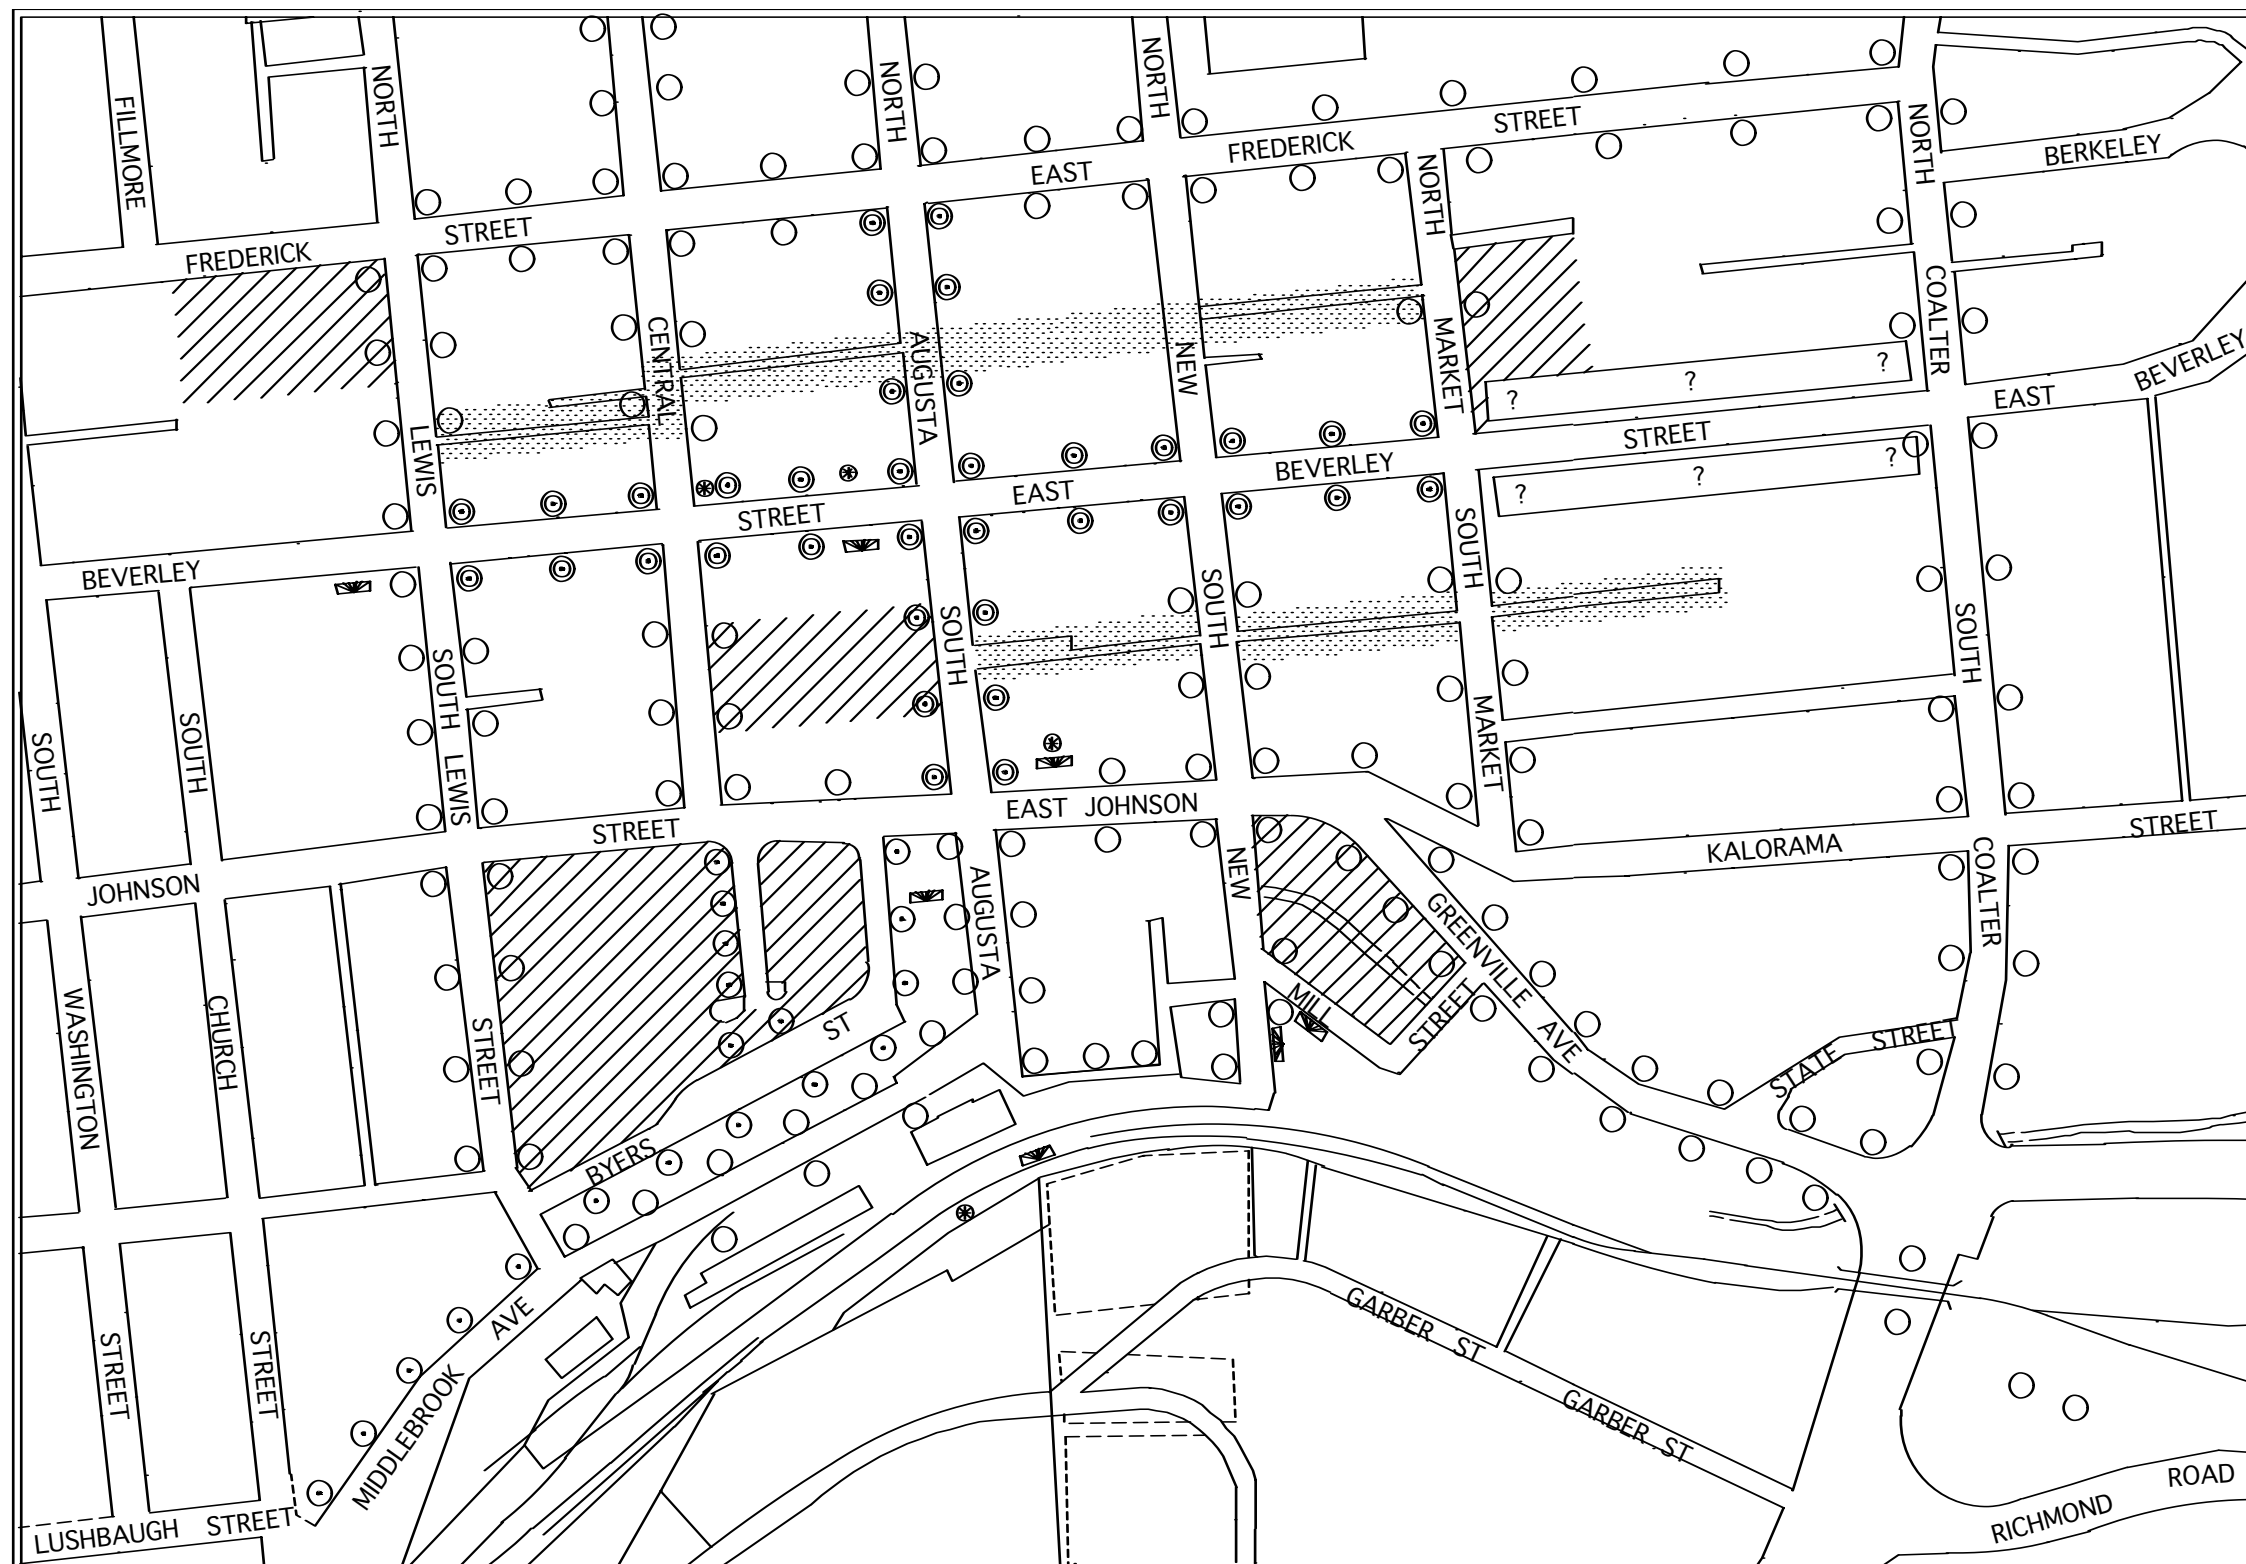 NORTH
NORTH
NORTH
FILLMORE
EAST FREDERICK STREET
NORTH
NORTH
BERKELEY
FREDERICK STREET
CENTRAL
AUGUSTA
NEW
MARKET
COALTER
LEWIS
?
?
?
EAST BEVERLEY
STREET
EAST BEVERLEY STREET
?
?
?
BEVERLEY
SOUTH
SOUTH
SOUTH
SOUTH
SOUTH LEWIS
SOUTH
SOUTH
MARKET
STREET
EAST JOHNSON
KALORAMA STREET
JOHNSON
AUGUSTA
NEW
COALTER
GREENVILLE AVE
MILL
STREET
WASHINGTON
CHURCH
STREET
ST
BYERS
STATE STREET
AVE
MIDDLEBROOK
GARBER ST
GARBER ST
STREET
STREET
LUSHBAUGH STREET
RICHMOND ROAD